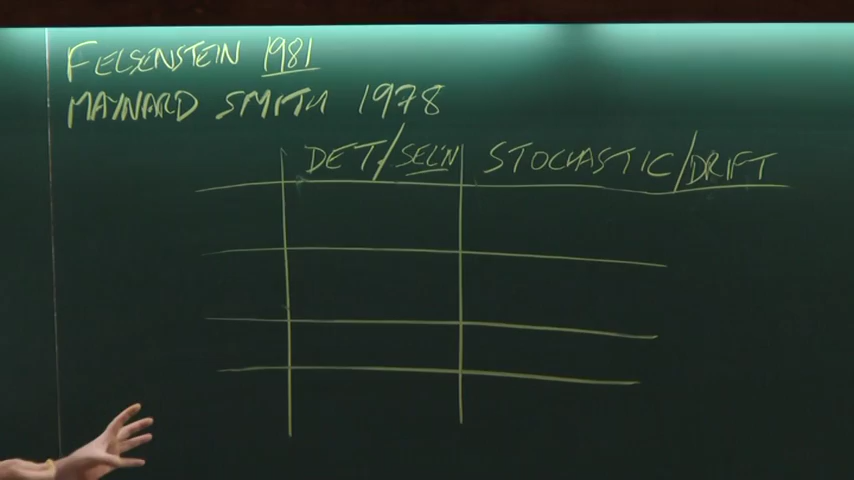 FELSENSTEIN 1981
MAYNARD SMITH 1978
DET/SEL'N STOCHASTIC/DRIFT